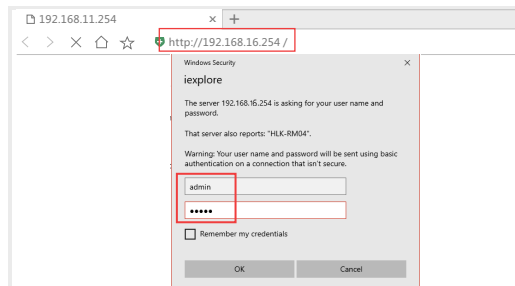 192.168.11.254
http://192.168.16.254 /
Windows Security
iexplore
The server 192.168.16.254 is asking for your user name and
password.
That server also reports: "HLK-RM04".
Warning: Your user name and password will be sent using basic
authentication on a connection that isn't secure.
admin
•••••
Remember my credentials
OK Cancel